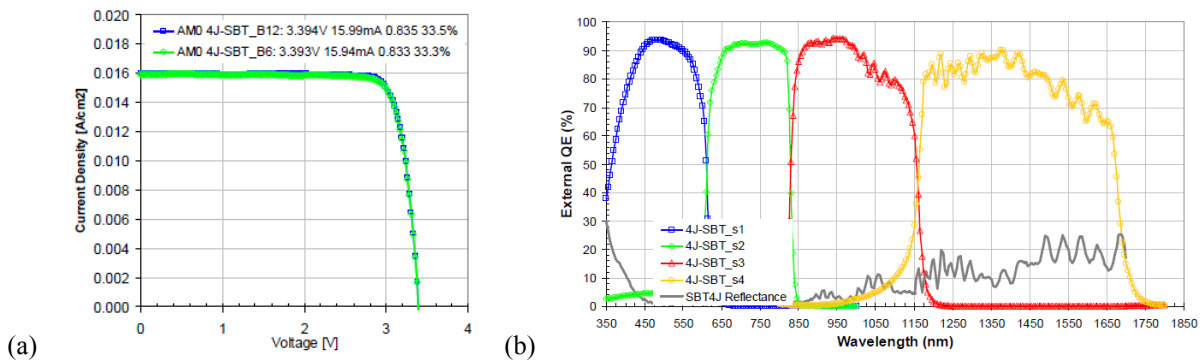 0.020
0.018
0.016
0.014
0.012
0.010
0.008
0.006
0.004
0.002
0.000
Current Density [A/cm2]
AM0 4J-SBT_B12: 3.394V 15.99mA 0.835 33.5%
AM0 4J-SBT_B6: 3.393V 15.94mA 0.833 33.3%
0 1 2 3 4
Voltage [V]
(a)
100
90
80
70
60
50
40
30
20
10
0
External QE (%)
4J-SBT_s1
4J-SBT_s2
4J-SBT_s3
4J-SBT_s4
SBT4J Reflectance
350 450 550 650 750 850 950 1050 1150 1250 1350 1450 1550 1650 1750 1850
Wavelength (nm)
(b)